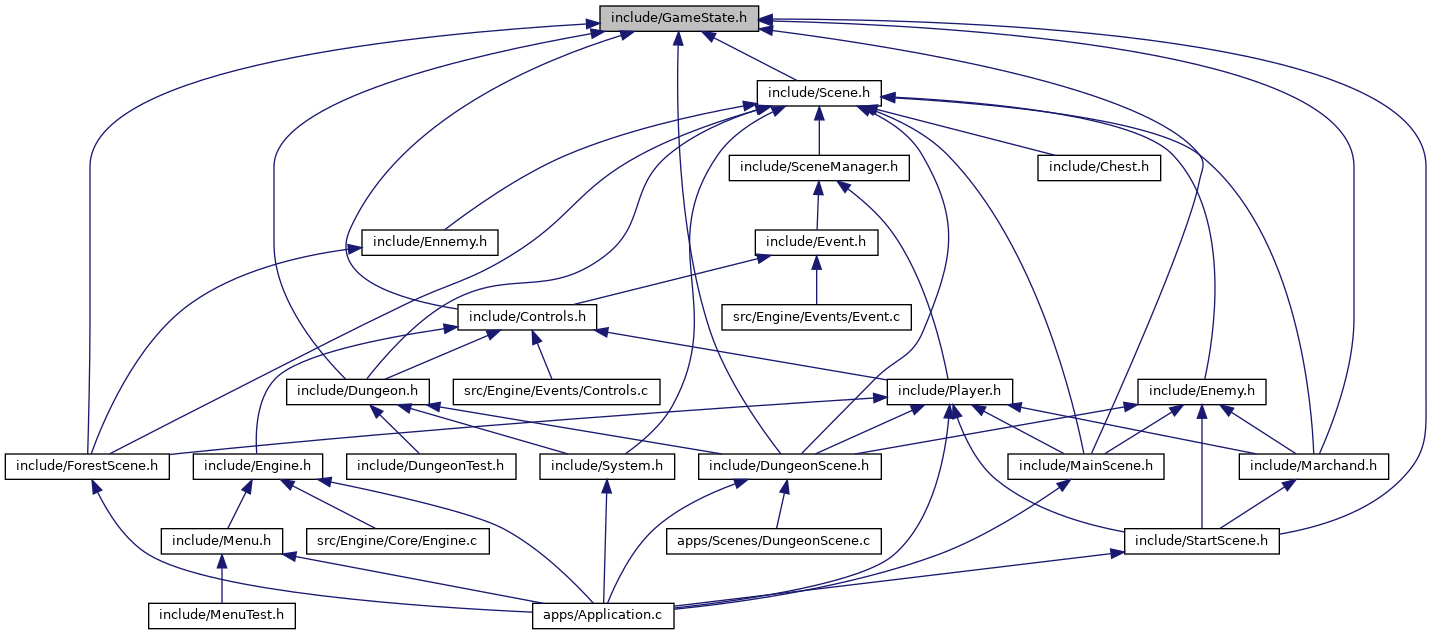 include/GameState.h
include/Scene.h
include/SceneManager.h
include/Chest.h
include/Ennemy.h
include/Event.h
include/Controls.h
src/Engine/Events/Event.c
include/Dungeon.h
src/Engine/Events/Controls.c
include/Player.h
include/Enemy.h
include/ForestScene.h
include/Engine.h
include/DungeonTest.h
include/System.h
include/DungeonScene.h
include/MainScene.h
include/Marchand.h
include/Menu.h
src/Engine/Core/Engine.c
apps/Scenes/DungeonScene.c
include/StartScene.h
include/MenuTest.h
apps/Application.c